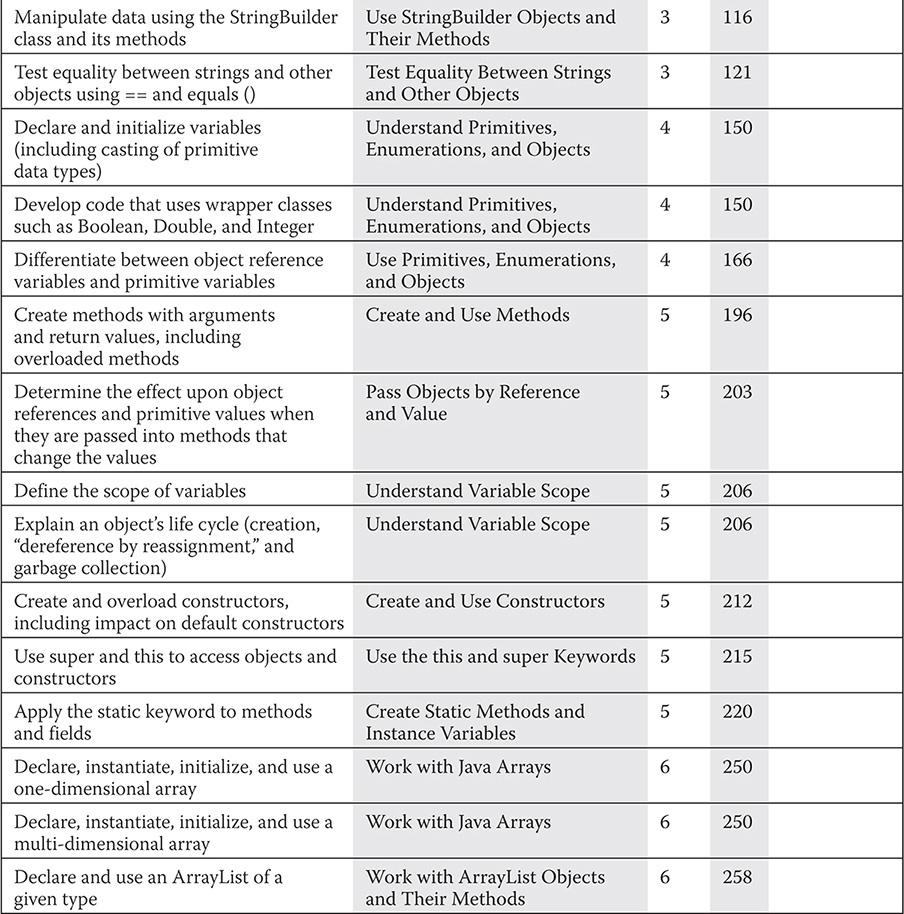 Manipulate data using the StringBuilder
class and its methods
Use StringBuilder Objects and
Their Methods
3
116
Test equality between strings and other
objects using == and equals ()
Test Equality Between Strings
and Other Objects
3
121
Declare and initialize variables
(including casting of primitive
data types)
Understand Primitives,
Enumerations, and Objects
4
150
Develop code that uses wrapper classes
such as Boolean, Double, and Integer
Understand Primitives,
Enumerations, and Objects
4
150
Differentiate between object reference
variables and primitive variables
Use Primitives, Enumerations,
and Objects
4
166
Create methods with arguments
and return values, including
overloaded methods
Create and Use Methods
5
196
Determine the effect upon object
references and primitive values when
they are passed into methods that
change the values
Pass Objects by Reference
and Value
5
203
Define the scope of variables
Understand Variable Scope
5
206
Explain an object’s life cycle (creation,
“dereference by reassignment,” and
garbage collection)
Understand Variable Scope
5
206
Create and overload constructors,
including impact on default constructors
Create and Use Constructors
5
212
Use super and this to access objects and
constructors
Use the this and super Keywords
5
215
Apply the static keyword to methods
and fields
Create Static Methods and
Instance Variables
5
220
Declare, instantiate, initialize, and use a
one-dimensional array
Work with Java Arrays
6
250
Declare, instantiate, initialize, and use a
multi-dimensional array
Work with Java Arrays
6
250
Declare and use an ArrayList of a
given type
Work with ArrayList Objects
and Their Methods
6
258